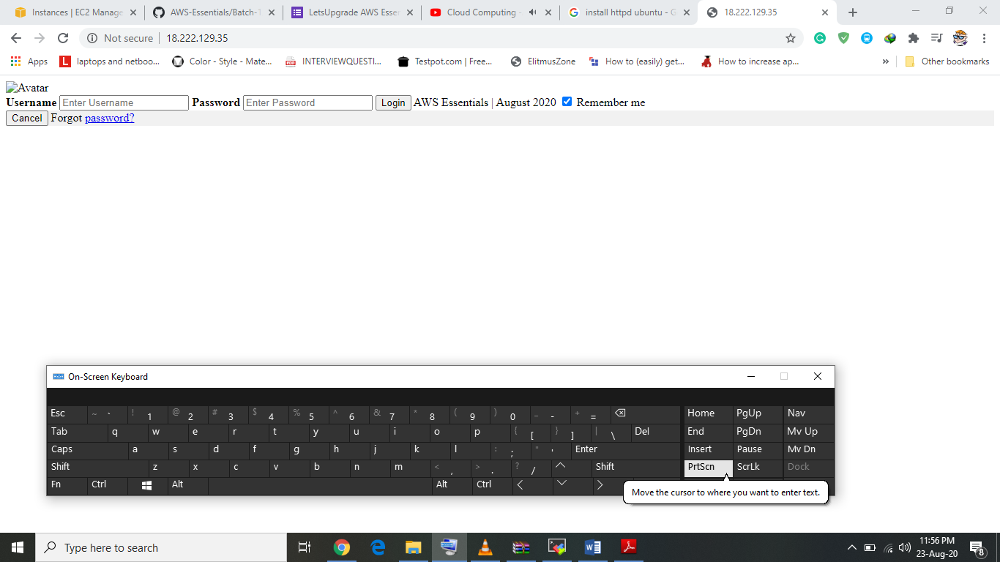 Instances | EC2 Manage
AWS-Essentials/Batch-1
LetsUpgrade AWS Esse
Cloud Computing -
install httpd ubuntu - G
18.222.129.35
Not secure | 18.222.129.35
Apps
laptops and netboo...
Color - Style - Mate...
INTERVIEWQUESTI...
Testpot.com | Free...
ElitmusZone
How to (easily) get...
How to increase ap...
»
Other bookmarks
Avatar
Username Enter Username Password Enter Password Login AWS Essentials | August 2020 Remember me
Cancel Forgot password?
On-Screen Keyboard
Esc ~ ` ! 1 @ 2 # 3 $ 4 % 5 ^ 6 & 7 * 8 ( 9 ) 0 _ - + = Home PgUp Nav
Tab q w e r t y u i o p { [ } ] | \ Del End PgDn Mv Up
Caps a s d f g h j k l : ; " ' Enter Insert Pause Mv Dn
Shift z x c v b n m < , > . ? / Shift PrtScn ScrLk Dock
Fn Ctrl Alt Alt Ctrl
Move the cursor to where you want to enter text.
Type here to search
11:56 PM
23-Aug-20
8